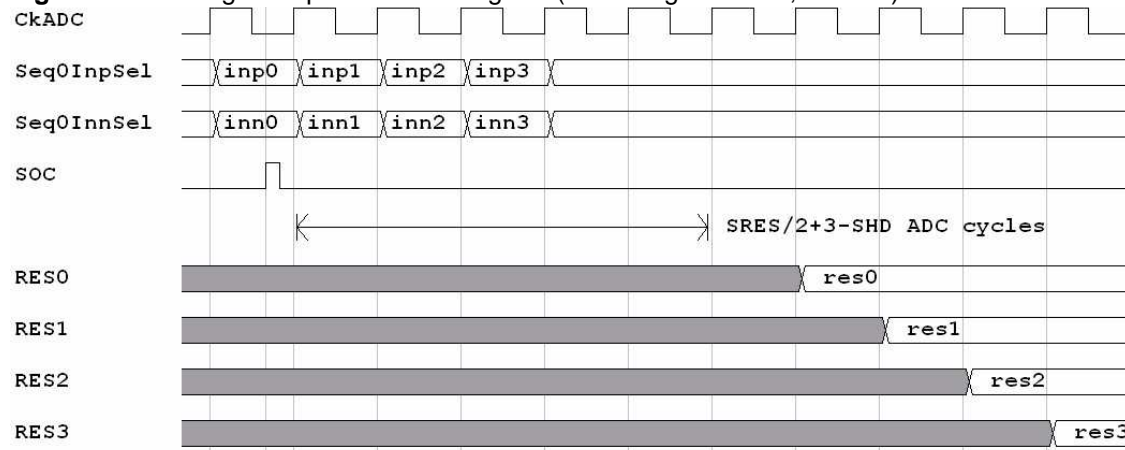 CkADC
Seq0InpSel inp0 inp1 inp2 inp3
Seq0InnSel inn0 inn1 inn2 inn3
SOC
SRES/2+3-SHD ADC cycles
RES0 res0
RES1 res1
RES2 res2
RES3 res3